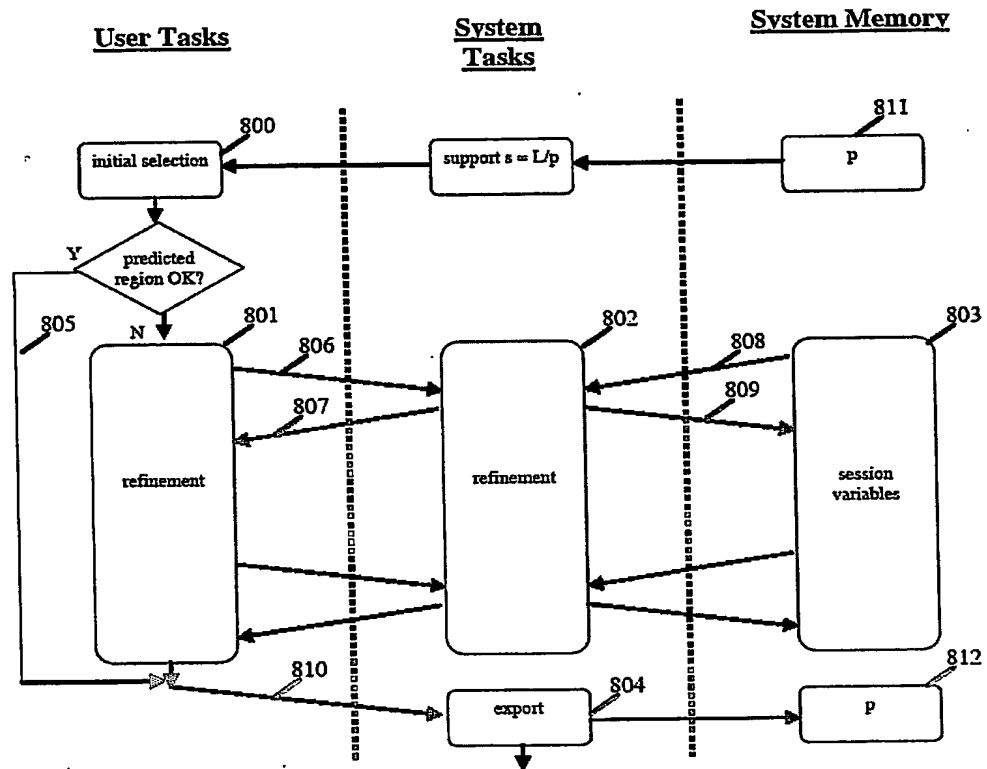 User Tasks
System
Tasks
System Memory
800
811
initial selection
support s = L/p
p
Y
predicted
region OK?
805
N
801
802
803
806
808
807
809
refinement
refinement
session
variables
810
804
812
export
p